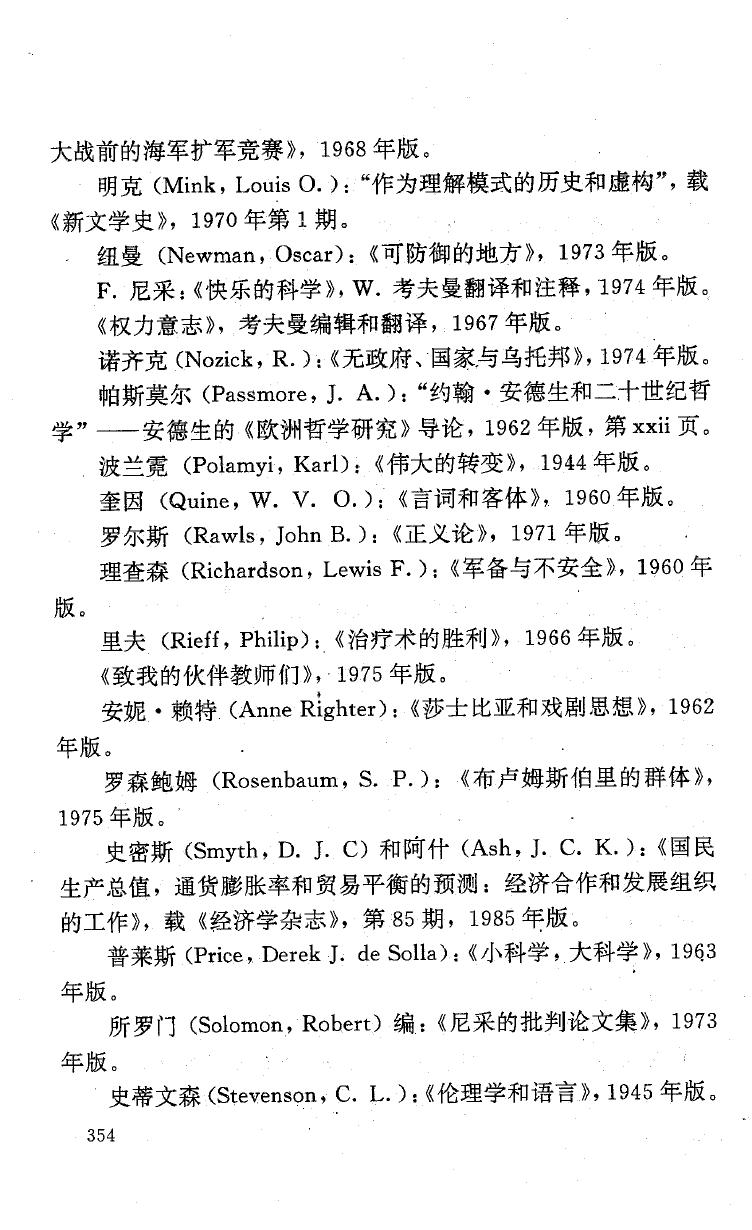 大战前的海军扩军竞赛》，1968 年版。
明克（Mink，Louis O.）：“作为理解模式的历史和虚构”，载
《新文学史》，1970 年第 1 期。
纽曼（Newman，Oscar）：《可防御的地方》，1973 年版。
F. 尼采：《快乐的科学》，W. 考夫曼翻译和注释，1974 年版。
《权力意志》，考夫曼编辑和翻译，1967 年版。
诺齐克（Nozick，R.）：《无政府、国家与乌托邦》，1974 年版。
帕斯莫尔（Passmore，J. A.）：“约翰·安德生和二十世纪哲
学”——安德生的《欧洲哲学研究》导论，1962 年版，第 xxii 页。
波兰霓（Polamyi，Karl）：《伟大的转变》，1944 年版。
奎因（Quine，W. V. O.）：《言词和客体》，1960 年版。
罗尔斯（Rawls，John B.）：《正义论》，1971 年版。
理查森（Richardson，Lewis F.）：《军备与不安全》，1960 年
版。
里夫（Rieff，Philip）：《治疗术的胜利》，1966 年版。
《致我的伙伴教师们》，1975 年版。
安妮·赖特（Anne Righter）：《莎士比亚和戏剧思想》，1962
年版。
罗森鲍姆（Rosenbaum，S. P.）：《布卢姆斯伯里的群体》，
1975 年版。
史密斯（Smyth，D. J. C）和阿什（Ash，J. C. K.）：《国民
生产总值，通货膨胀率和贸易平衡的预测：经济合作和发展组织
的工作》，载《经济学杂志》，第 85 期，1985 年版。
普莱斯（Price，Derek J. de Solla）：《小科学，大科学》，1963
年版。
所罗门（Solomon，Robert）编：《尼采的批判论文集》，1973
年版。
史蒂文森（Stevenson，C. L.）：《伦理学和语言》，1945 年版。
354